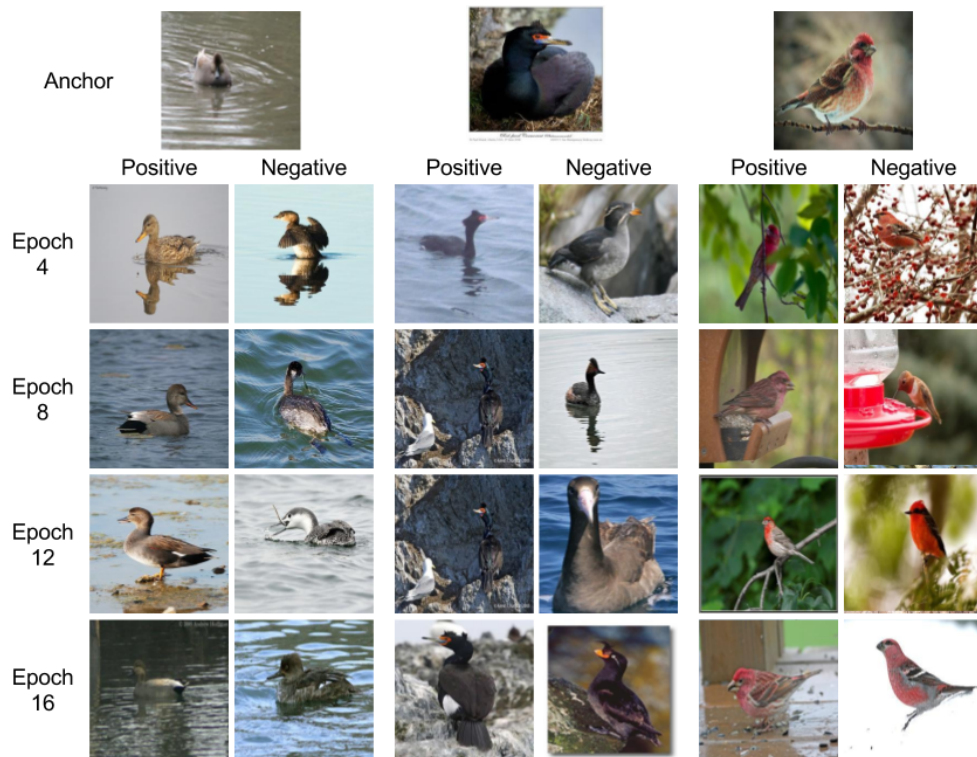 Anchor
Positive Negative Positive Negative Positive Negative
Epoch
4
Epoch
8
Epoch
12
Epoch
16